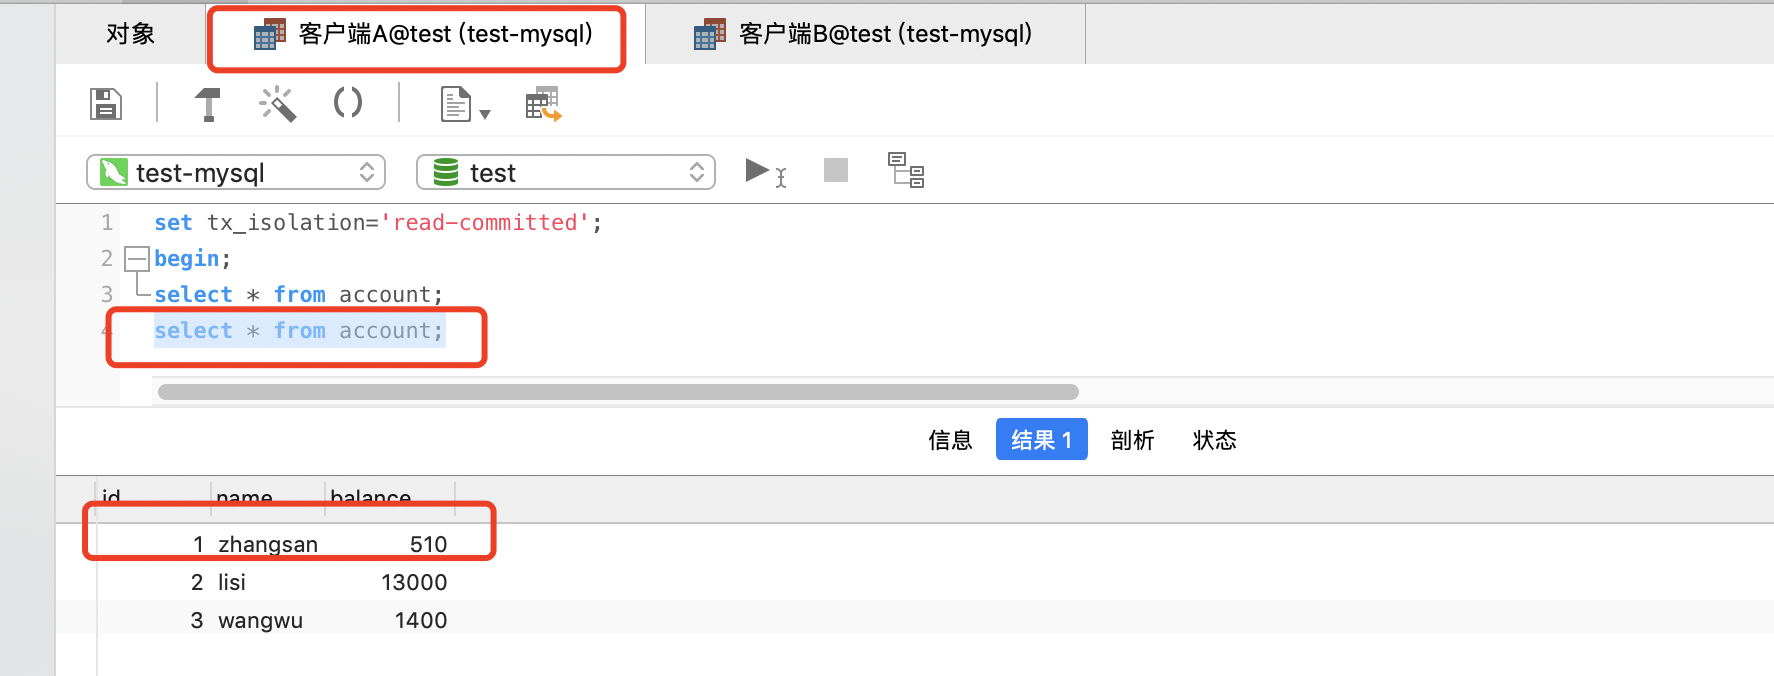 对象
客户端A@test (test-mysql)
客户端B@test (test-mysql)
test-mysql
test
1 set tx_isolation='read-committed';
2 begin;
3 select * from account;
4 select * from account;
信息 结果 1 剖析 状态
id name balance
1 zhangsan 510
2 lisi 13000
3 wangwu 1400